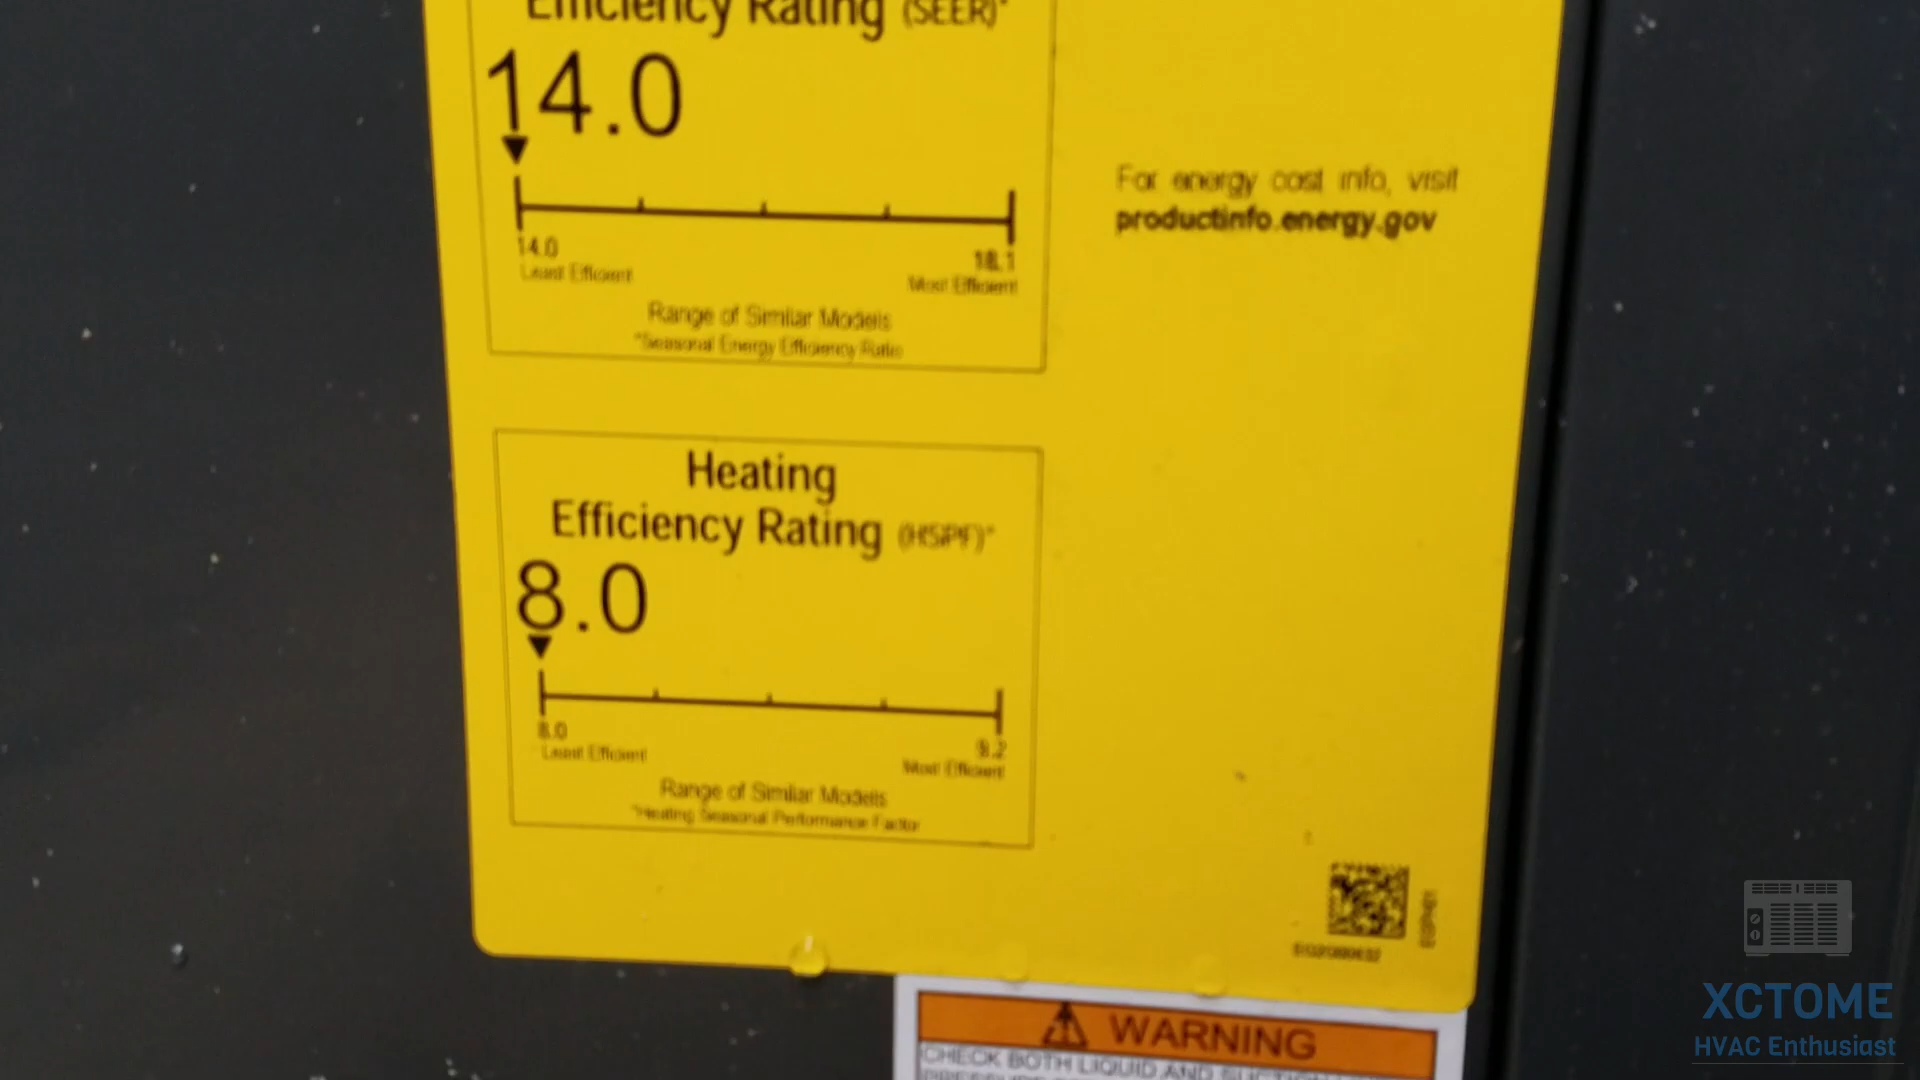 Efficiency Rating (SEER)*
14.0
14.0
Least Efficient
18.1
Most Efficient
Range of Similar Models
*Seasonal Energy Efficiency Ratio
For energy cost info, visit
productinfo.energy.gov
Heating
Efficiency Rating (HSPF)*
8.0
8.0
Least Efficient
9.2
Most Efficient
Range of Similar Models
*Heating Seasonal Performance Factor
WARNING
CHECK BOTH LIQUID AND SUCTION
XCTOME
HVAC Enthusiast